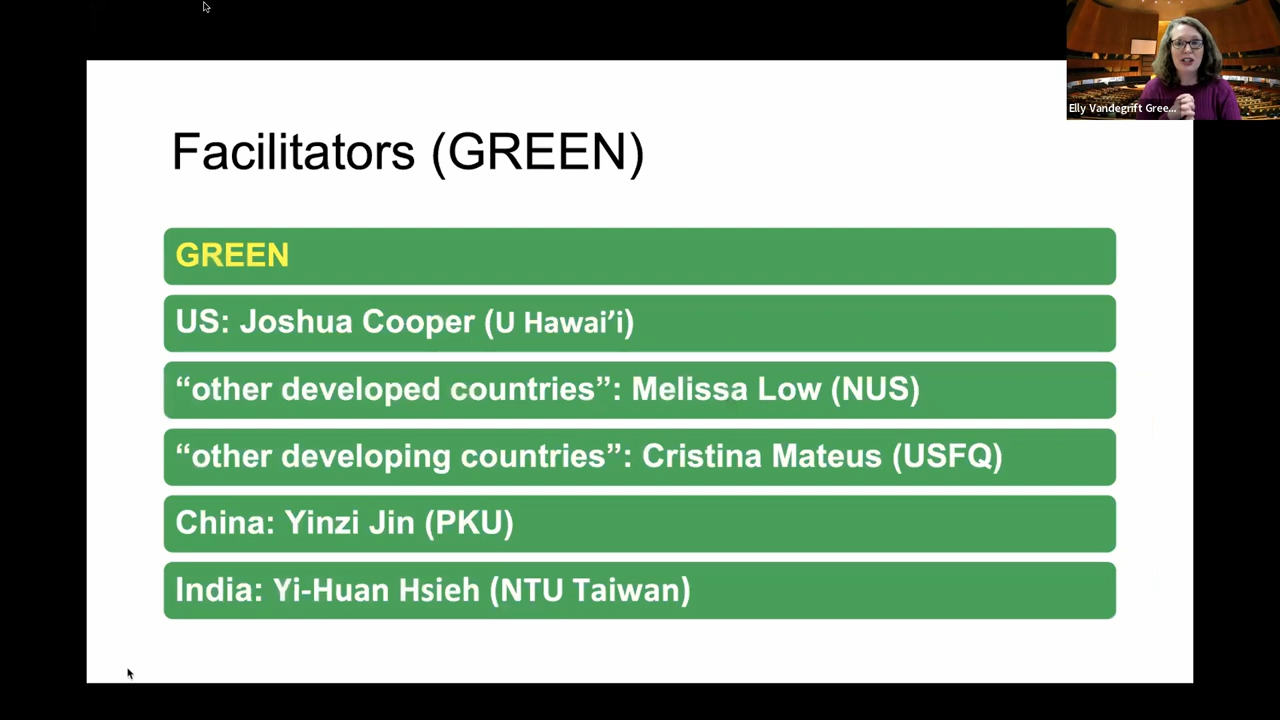 Elly Vandegrift Gree...
Facilitators (GREEN)
GREEN
US: Joshua Cooper (U Hawai’i)
“other developed countries”: Melissa Low (NUS)
“other developing countries”: Cristina Mateus (USFQ)
China: Yinzi Jin (PKU)
India: Yi-Huan Hsieh (NTU Taiwan)